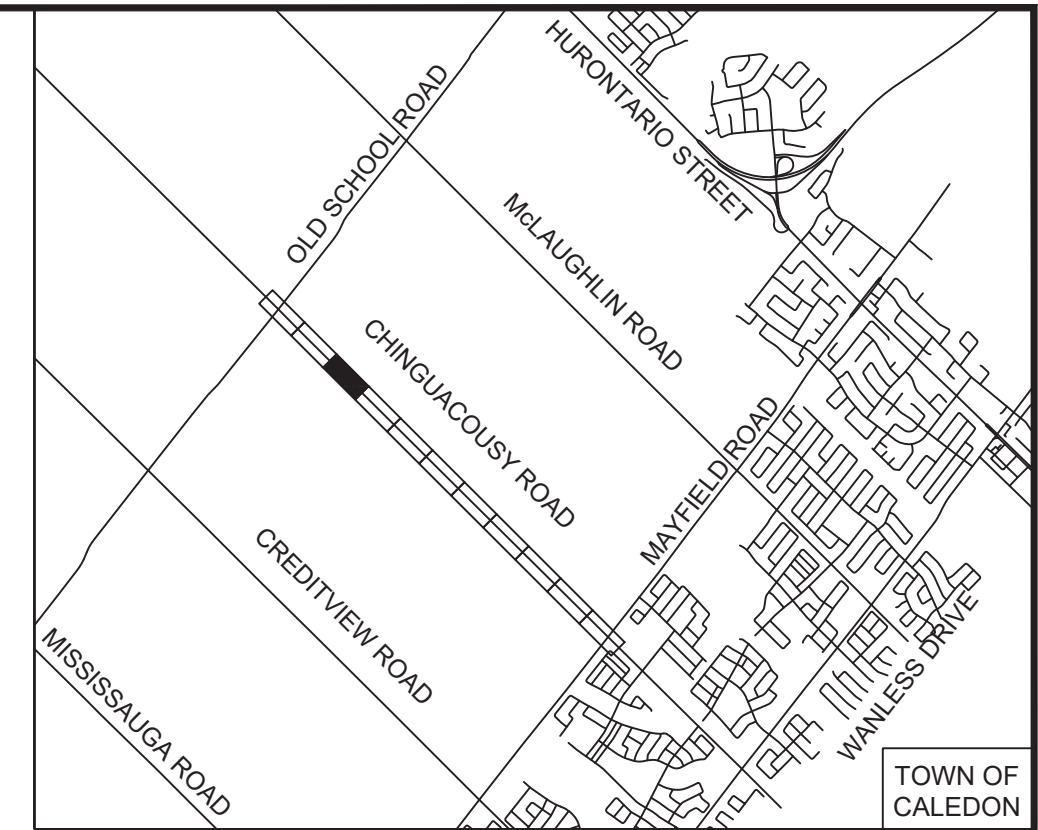 HURONTARIO STREET
OLD SCHOOL ROAD
McLAUGHLIN ROAD
CHINGUACOUSY ROAD
MAYFIELD ROAD
CREDITVIEW ROAD
WANLESS DRIVE
MISSISSAUGA ROAD
TOWN OF
CALEDON